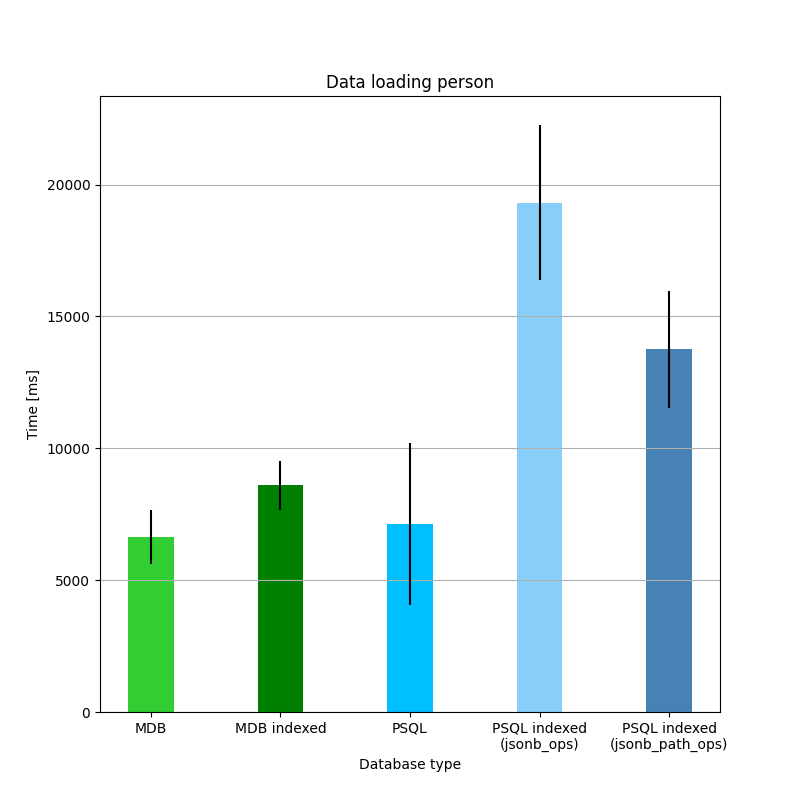 Data loading person
Time [ms]
20000
15000
10000
5000
0
MDB
MDB indexed
PSQL
PSQL indexed
(jsonb_ops)
PSQL indexed
(jsonb_path_ops)
Database type